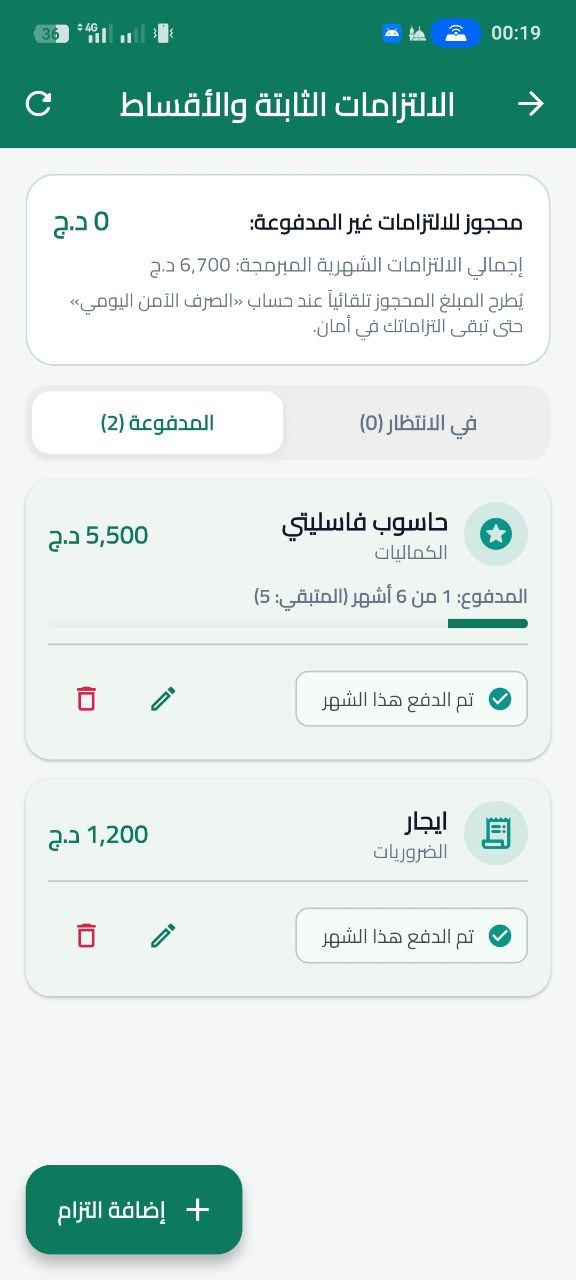 36 4G 00:19
الالتزامات الثابتة والأقساط
محجوز للالتزامات غير المدفوعة: 0 د.ج
إجمالي الالتزامات الشهرية المبرمجة: 6,700 د.ج
يُطرح المبلغ المحجوز تلقائياً عند حساب «الصرف الآمن اليومي»
حتى تبقى التزاماتك في أمان.
في الانتظار (0)
المدفوعة (2)
حاسوب فاسليتي 5,500 د.ج
الكماليات
المدفوع: 1 من 6 أشهر (المتبقي: 5)
تم الدفع هذا الشهر
ايجار 1,200 د.ج
الضروريات
تم الدفع هذا الشهر
إضافة التزام